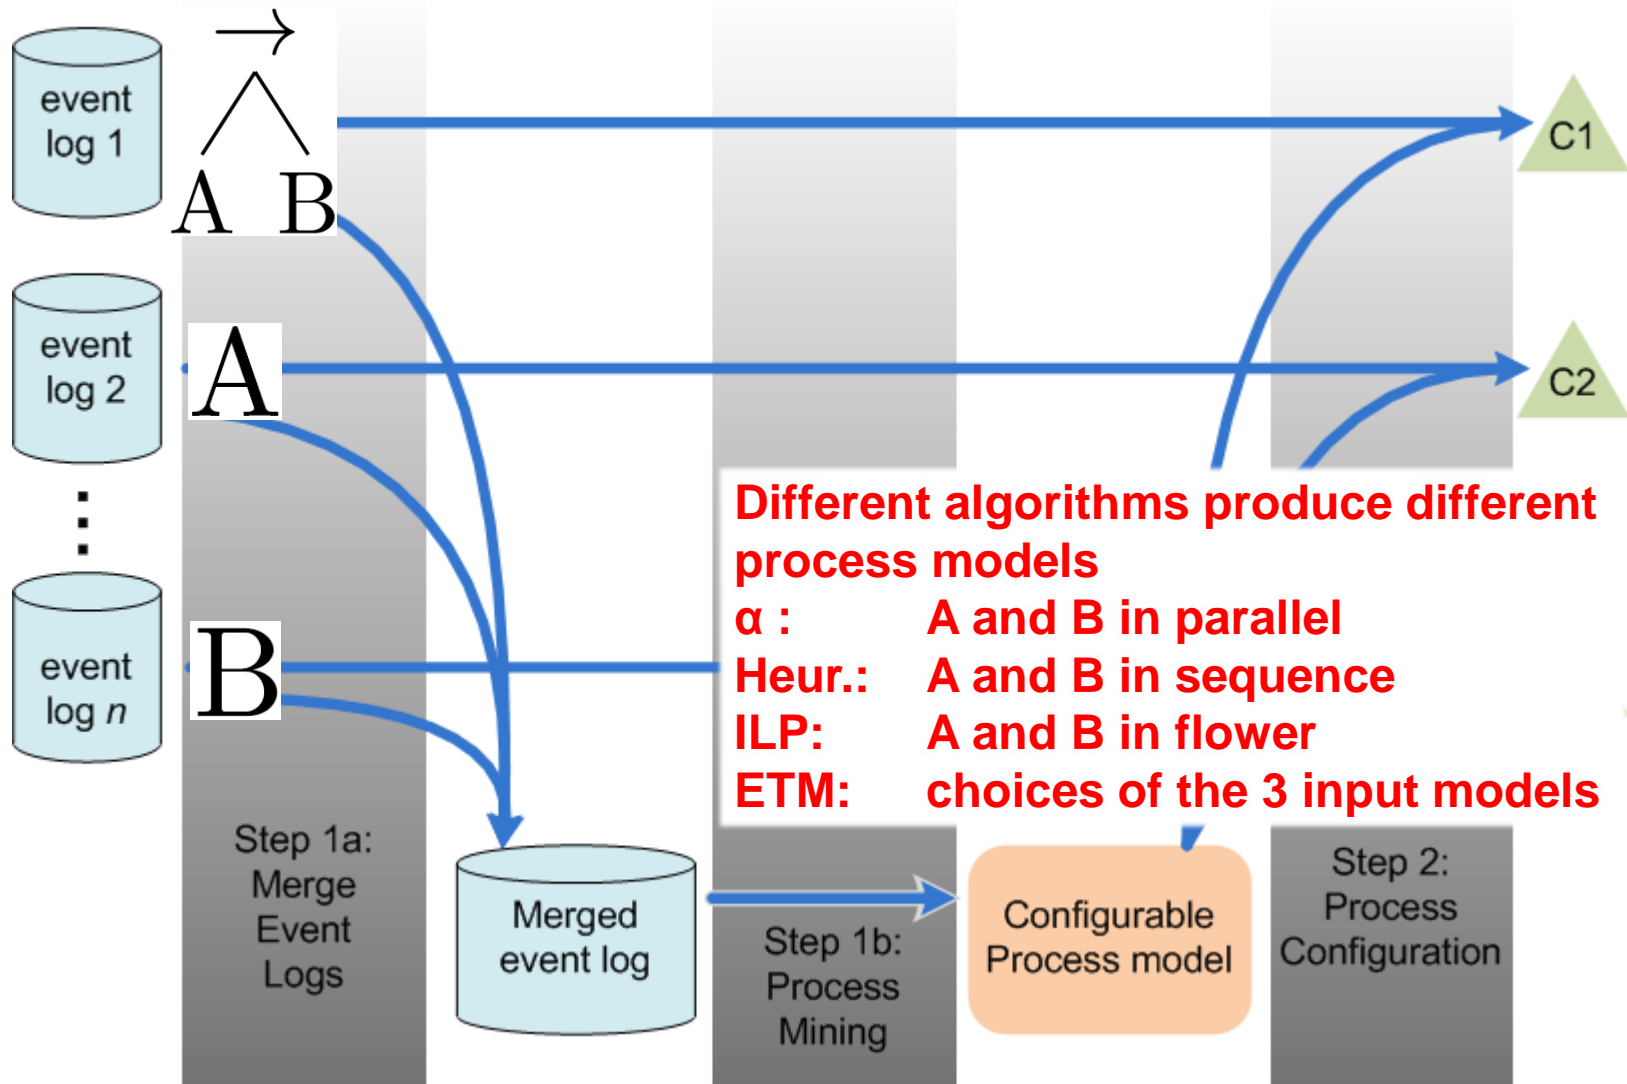 event
log 1
→
A B
C1
event
log 2
A
C2
⋮
event
log n
B
Different algorithms produce different
process models
α : A and B in parallel
Heur.: A and B in sequence
ILP: A and B in flower
ETM: choices of the 3 input models
Step 1a:
Merge
Event
Logs
Merged
event log
Step 1b:
Process
Mining
Configurable
Process model
Step 2:
Process
Configuration